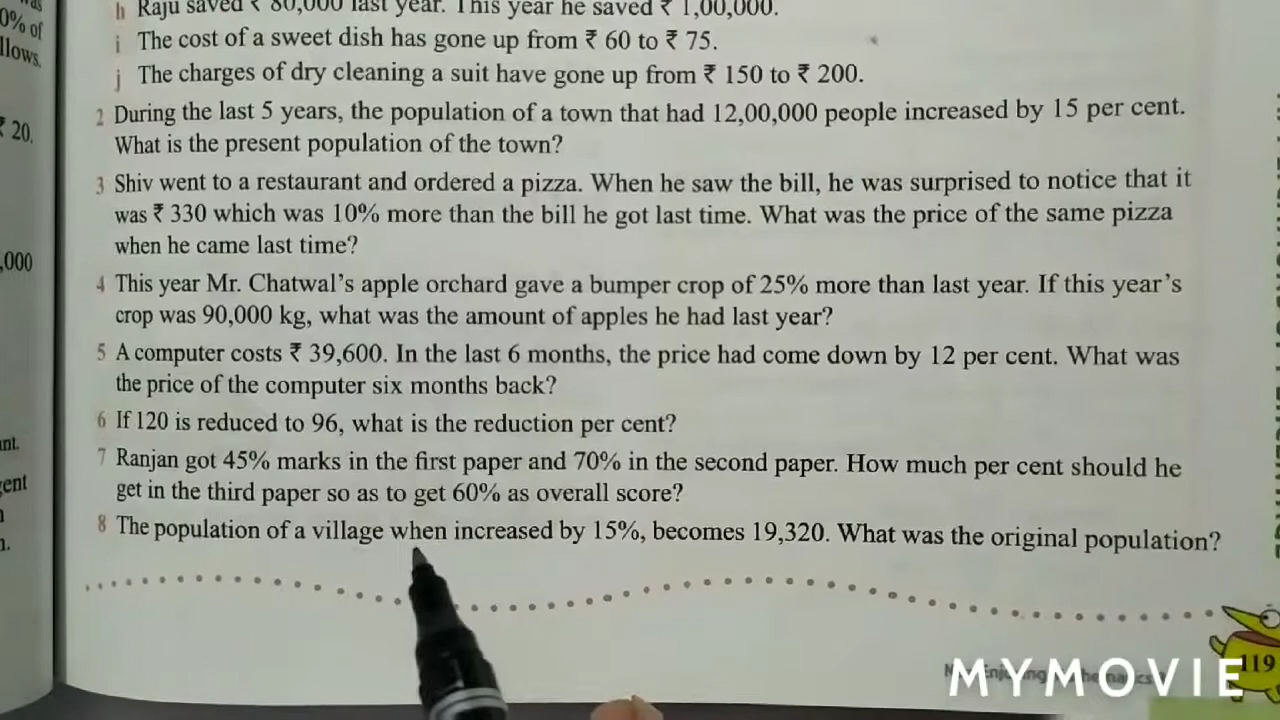 0% of
llows.
h Raju saved ₹ 80,000 last year. This year he saved ₹ 1,00,000.
i The cost of a sweet dish has gone up from ₹ 60 to ₹ 75.
j The charges of dry cleaning a suit have gone up from ₹ 150 to ₹ 200.
₹ 20.
2 During the last 5 years, the population of a town that had 12,00,000 people increased by 15 per cent.
What is the present population of the town?
3 Shiv went to a restaurant and ordered a pizza. When he saw the bill, he was surprised to notice that it
was ₹ 330 which was 10% more than the bill he got last time. What was the price of the same pizza
when he came last time?
,000
4 This year Mr. Chatwal's apple orchard gave a bumper crop of 25% more than last year. If this year's
crop was 90,000 kg, what was the amount of apples he had last year?
5 A computer costs ₹ 39,600. In the last 6 months, the price had come down by 12 per cent. What was
the price of the computer six months back?
6 If 120 is reduced to 96, what is the reduction per cent?
7 Ranjan got 45% marks in the first paper and 70% in the second paper. How much per cent should he
get in the third paper so as to get 60% as overall score?
8 The population of a village when increased by 15%, becomes 19,320. What was the original population?
119
MYMOVIE